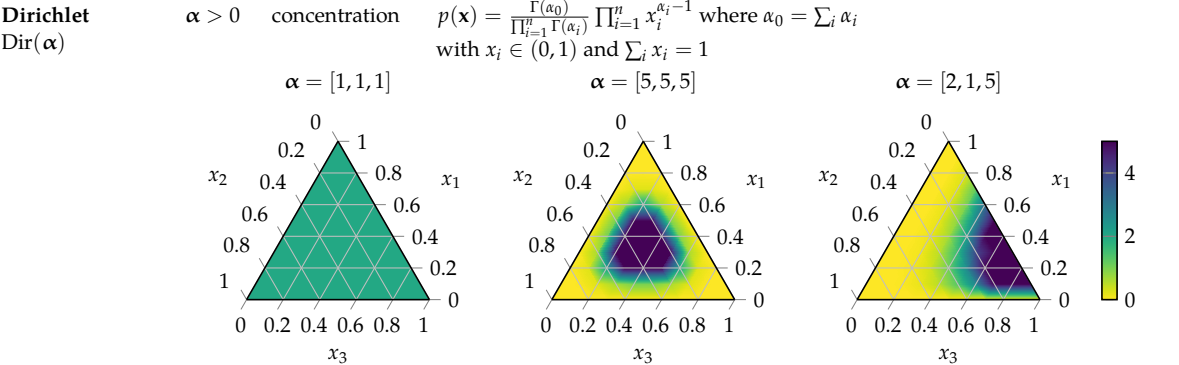 Dirichlet α > 0 concentration p(x) = Γ(α₀) / ∏ⁿᵢ₌₁ Γ(αᵢ) ∏ⁿᵢ₌₁ xᵢ^(αᵢ−1) where α₀ = ∑ᵢ αᵢ
Dir(α) with xᵢ ∈ (0, 1) and ∑ᵢ xᵢ = 1
α = [1, 1, 1] α = [5, 5, 5] α = [2, 1, 5]
0 1 0 1 0 1
0.2 0.8 0.2 0.8 0.2 0.8 4
x₂ 0.4 x₁ x₂ 0.4 x₁ x₂ 0.4 x₁
0.6 0.6 0.6 0.6 0.6 0.6
0.8 0.4 0.8 0.4 0.8 0.4 2
1 0.2 1 0.2 1 0.2
0 0 0 0
0 0.2 0.4 0.6 0.8 1 0 0.2 0.4 0.6 0.8 1 0 0.2 0.4 0.6 0.8 1
x₃ x₃ x₃